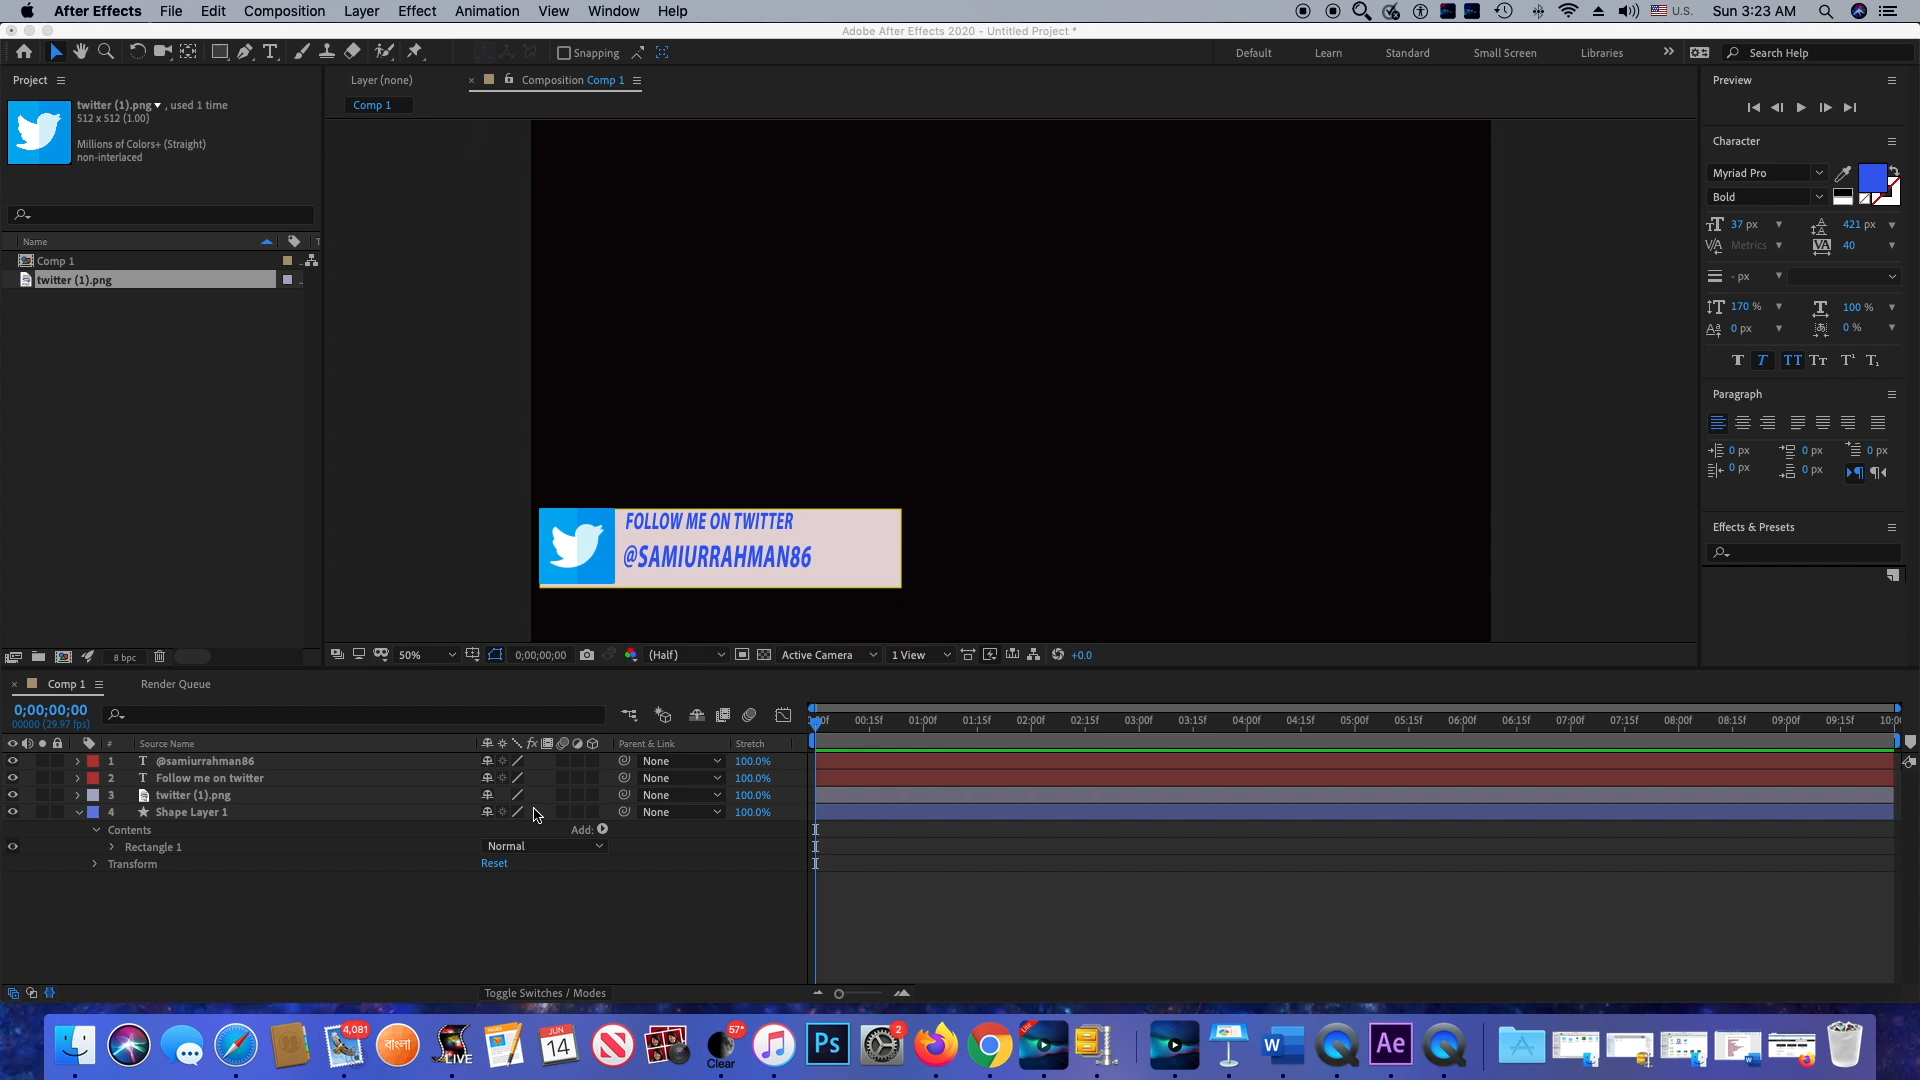 After Effects File Edit Composition Layer Effect Animation View Window Help U.S. Sun 3:23 AM
Adobe After Effects 2020 - Untitled Project *
Snapping Default Learn Standard Small Screen Libraries Search Help
Project Layer (none) Composition Comp 1 Preview
twitter (1).png , used 1 time
512 x 512 (1.00)
Comp 1
Millions of Colors+ (Straight)
non-interlaced
Character
Myriad Pro
Bold
37 px 421 px
Metrics 40
Name
Comp 1
twitter (1).png
- px
170 % 100 %
0 px 0 %
Paragraph
0 px 0 px 0 px
0 px 0 px
FOLLOW ME ON TWITTER
@SAMIURRAHMAN86
Effects & Presets
8 bpc 50% 0;00;00;00 (Half) Active Camera 1 View +0.0
Comp 1 Render Queue
0;00;00;00
00000 (29.97 fps)
00:15f 01:00f 01:15f 02:00f 02:15f 03:00f 03:15f 04:00f 04:15f 05:00f 05:15f 06:00f 06:15f 07:00f 07:15f 08:00f 08:15f 09:00f 09:15f
# Source Name Parent & Link Stretch
1 T @samiurrahman86 None 100.0%
2 T Follow me on twitter None 100.0%
3 twitter (1).png None 100.0%
4 Shape Layer 1 None 100.0%
Contents Add:
Rectangle 1 Normal
Transform Reset
Toggle Switches / Modes
4,081 বাংলা LIVE PAGES JUN 14 57° Clear Ps 2 Lite W Ae